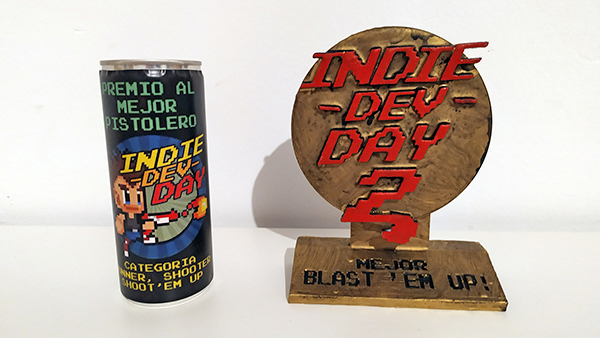 PREMIO AL
MEJOR
PISTOLERO
INDIE
-DEV-
DAY
CATEGORIA
NNER, SHOOTER
SHOOT'EM UP
INDIE
-DEV-
DAY
2
MEJOR
BLAST'EM UP!